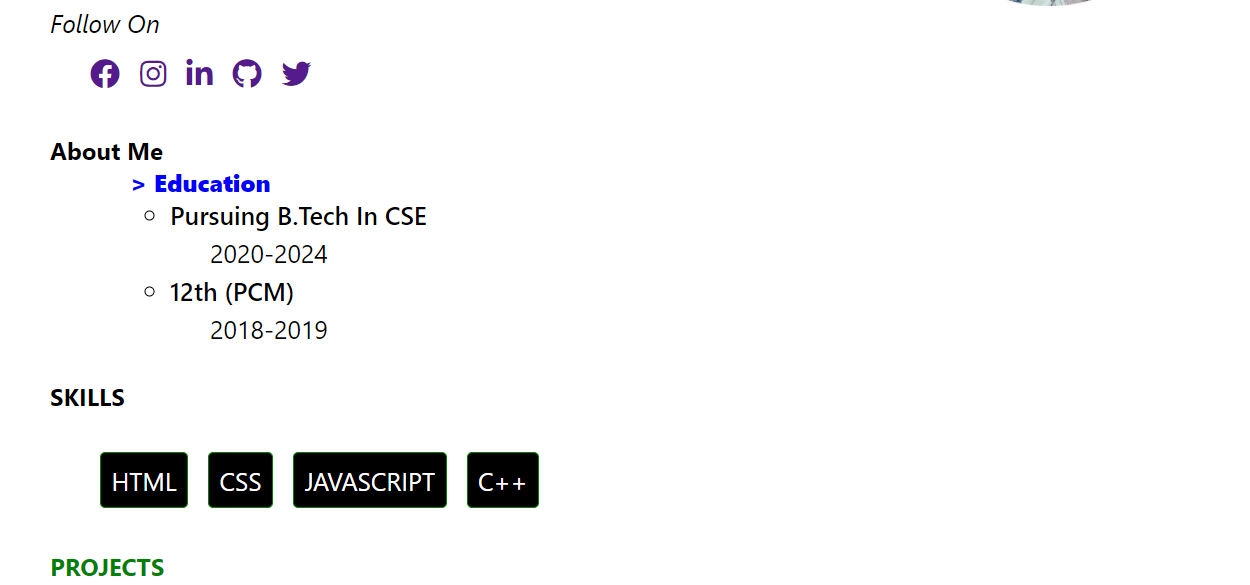 Follow On
About Me
> Education
Pursuing B.Tech In CSE
2020-2024
12th (PCM)
2018-2019
SKILLS
HTML CSS JAVASCRIPT C++
PROJECTS